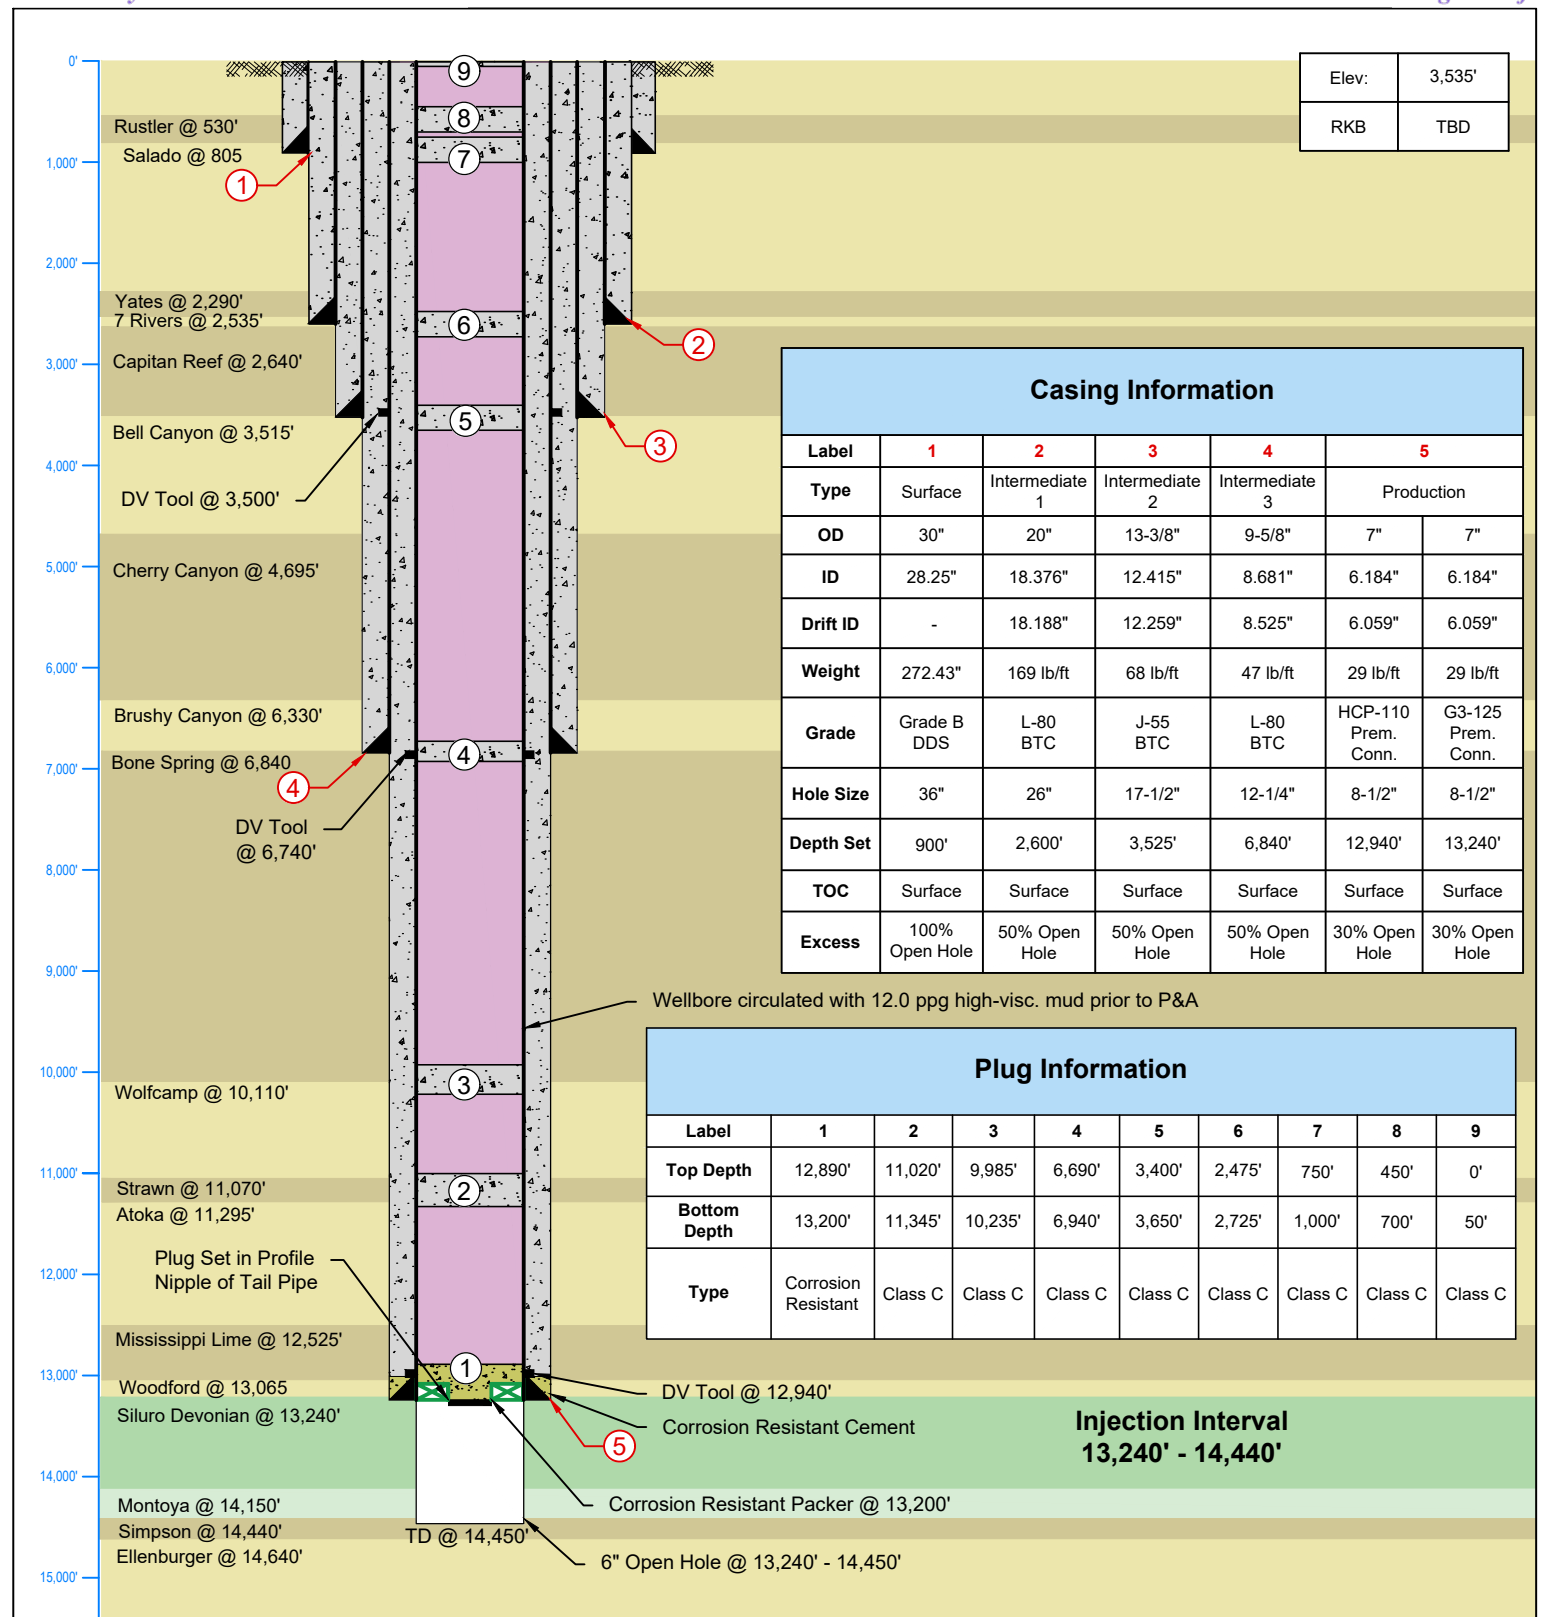 0'
1,000'
2,000'
3,000'
4,000'
5,000'
6,000'
7,000'
8,000'
9,000'
10,000'
11,000'
12,000'
13,000'
14,000'
15,000'
Rustler @ 530'
Salado @ 805
Yates @ 2,290'
7 Rivers @ 2,535'
Capitan Reef @ 2,640'
Bell Canyon @ 3,515'
DV Tool @ 3,500'
Cherry Canyon @ 4,695'
Brushy Canyon @ 6,330'
Bone Spring @ 6,840
DV Tool
@ 6,740'
Wolfcamp @ 10,110'
Strawn @ 11,070'
Atoka @ 11,295'
Plug Set in Profile
Nipple of Tail Pipe
Mississippi Lime @ 12,525'
Woodford @ 13,065
Siluro Devonian @ 13,240'
Montoya @ 14,150'
Simpson @ 14,440'
Ellenburger @ 14,640'
9
8
7
6
5
4
3
2
1
1
2
3
4
5
TD @ 14,450'
Elev: 3,535'
RKB TBD
Casing Information
Label 1 2 3 4 5
Type Surface Intermediate 1 Intermediate 2 Intermediate 3 Production
OD 30" 20" 13-3/8" 9-5/8" 7" 7"
ID 28.25" 18.376" 12.415" 8.681" 6.184" 6.184"
Drift ID - 18.188" 12.259" 8.525" 6.059" 6.059"
Weight 272.43" 169 lb/ft 68 lb/ft 47 lb/ft 29 lb/ft 29 lb/ft
Grade Grade B DDS L-80 BTC J-55 BTC L-80 BTC HCP-110 Prem. Conn. G3-125 Prem. Conn.
Hole Size 36" 26" 17-1/2" 12-1/4" 8-1/2" 8-1/2"
Depth Set 900' 2,600' 3,525' 6,840' 12,940' 13,240'
TOC Surface Surface Surface Surface Surface Surface
Excess 100% Open Hole 50% Open Hole 50% Open Hole 50% Open Hole 30% Open Hole 30% Open Hole
Wellbore circulated with 12.0 ppg high-visc. mud prior to P&A
Plug Information
Label 1 2 3 4 5 6 7 8 9
Top Depth 12,890' 11,020' 9,985' 6,690' 3,400' 2,475' 750' 450' 0'
Bottom Depth 13,200' 11,345' 10,235' 6,940' 3,650' 2,725' 1,000' 700' 50'
Type Corrosion Resistant Class C Class C Class C Class C Class C Class C Class C Class C
DV Tool @ 12,940'
Corrosion Resistant Cement
Injection Interval
13,240' - 14,440'
Corrosion Resistant Packer @ 13,200'
6" Open Hole @ 13,240' - 14,450'